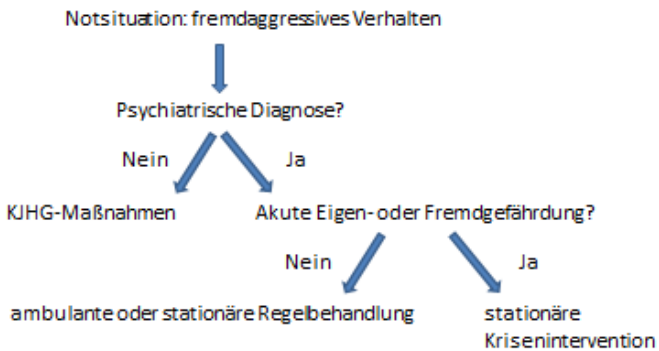 Notsituation: fremdaggressives Verhalten
Psychiatrische Diagnose?
Nein
Ja
KJHG-Maßnahmen
Akute Eigen- oder Fremdgefährdung?
Nein
Ja
ambulante oder stationäre Regelbehandlung
stationäre
Krisenintervention